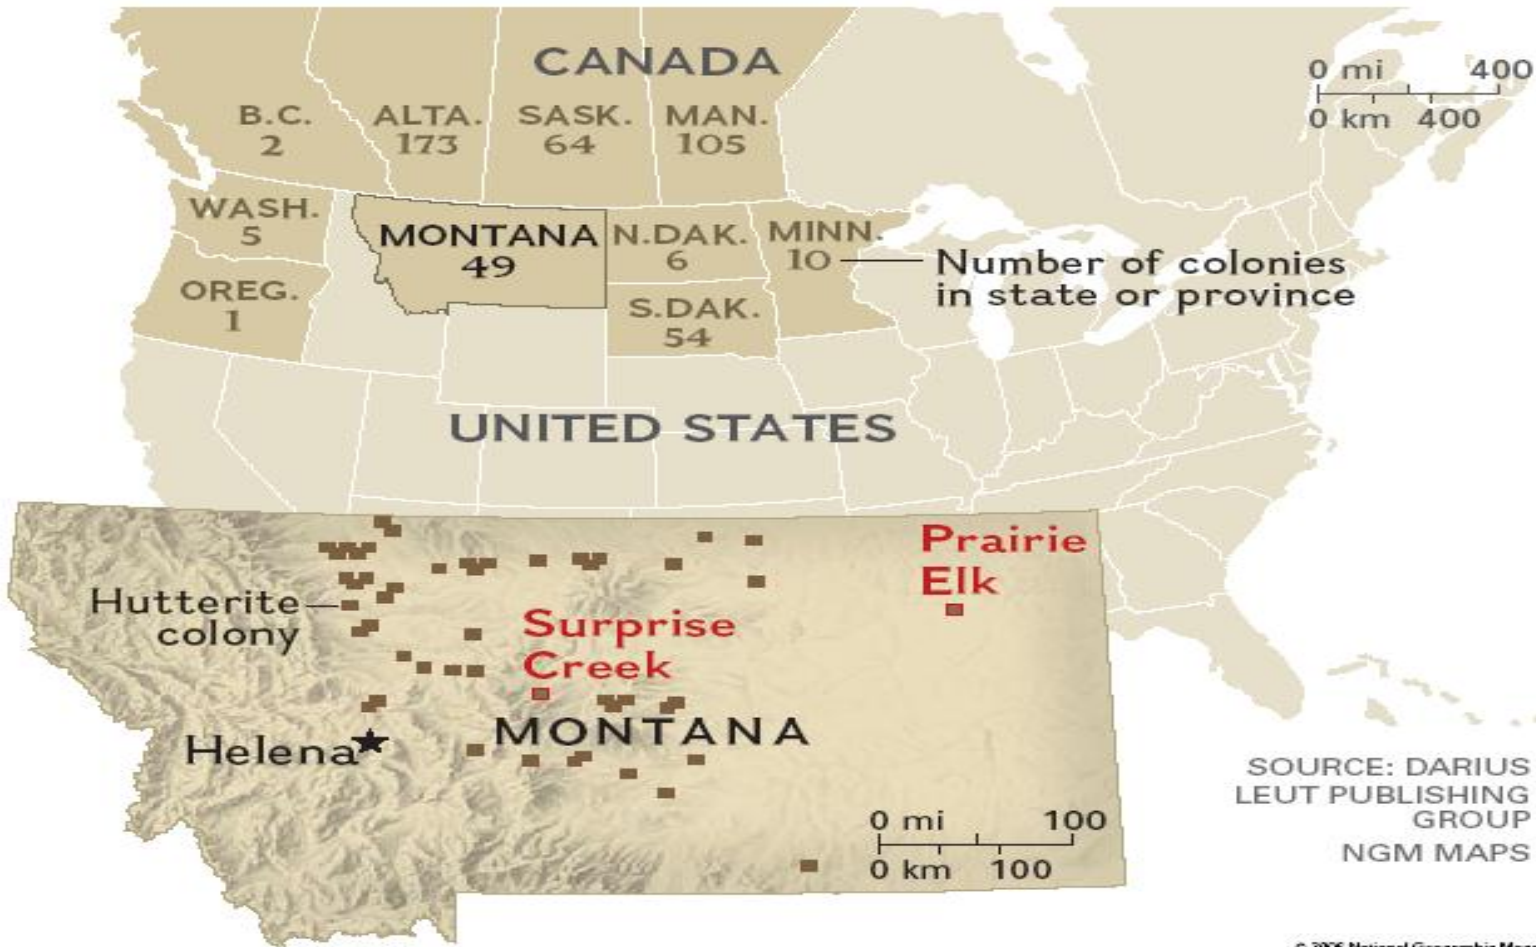 CANADA
0 mi 400
0 km 400
B.C.
2
ALTA.
173
SASK.
64
MAN.
105
WASH.
5
MONTANA
49
N.DAK.
6
MINN.
10
Number of colonies
in state or province
OREG.
1
S.DAK.
54
UNITED STATES
Prairie
Elk
Hutterite
colony
Surprise
Creek
MONTANA
Helena
SOURCE: DARIUS
LEUT PUBLISHING
GROUP
NGM MAPS
0 mi 100
0 km 100
National Geographic